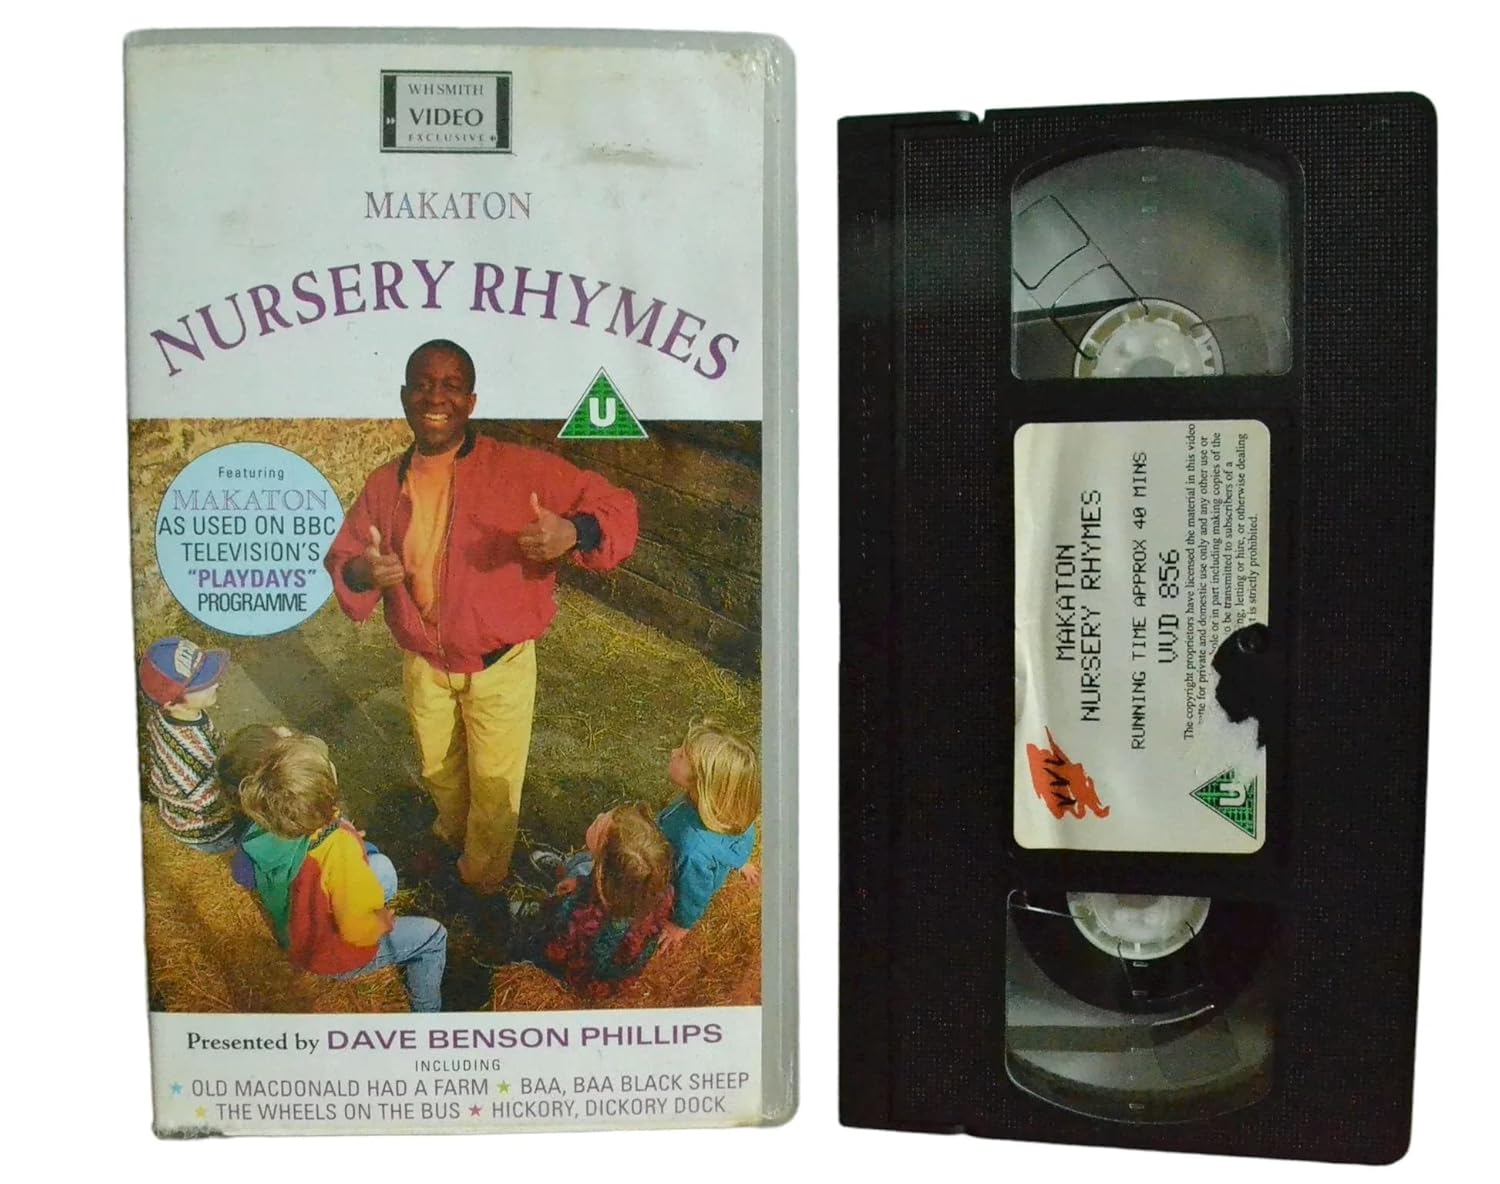 WHSMITH
VIDEO
EXCLUSIVE
MAKATON
NURSERY RHYMES
U
Featuring
MAKATON
AS USED ON BBC
TELEVISION'S
"PLAYDAYS"
PROGRAMME
Presented by DAVE BENSON PHILLIPS
INCLUDING
OLD MACDONALD HAD A FARM ★ BAA, BAA BLACK SHEEP
★ THE WHEELS ON THE BUS ★ HICKORY, DICKORY DOCK
MAKATON
NURSERY RHYMES
RUNNING TIME APPROX 40 MINS
VVD 856
The copyright proprietors have licensed the material in this video
for private and domestic use only and any other use or
or in part including making copies of the
be transmitted to subscribers of a
letting or hire, or otherwise dealing
is strictly prohibited.
VVL
U